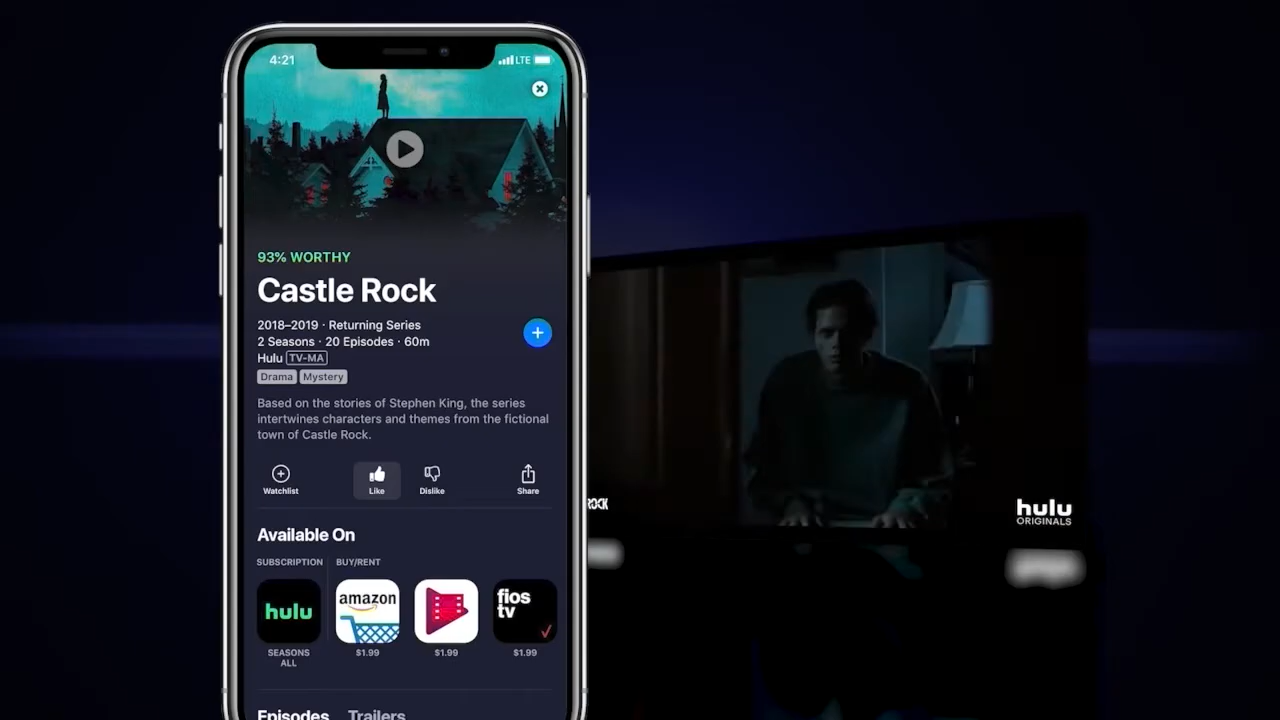 4:21
LTE
93% WORTHY
Castle Rock
2018–2019 · Returning Series
2 Seasons · 20 Episodes · 60m
Hulu TV-MA
Drama Mystery
Based on the stories of Stephen King, the series
intertwines characters and themes from the fictional
town of Castle Rock.
Watchlist
Like
Dislike
Share
Available On
SUBSCRIPTION
BUY/RENT
hulu
amazon
fios
tv
SEASONS
ALL
$1.99
$1.99
$1.99
Episodes Trailers
ROCK
hulu
ORIGINALS